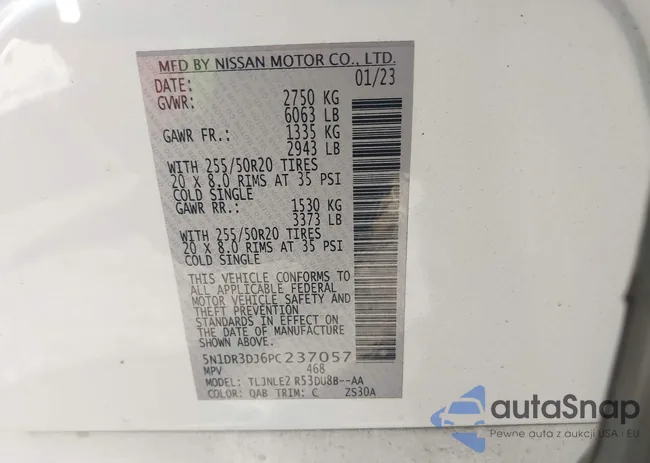 MFD BY NISSAN MOTOR CO., LTD.
DATE: 01/23
GVWR: 2750 KG
6063 LB
GAWR FR.: 1335 KG
2943 LB
WITH 255/50R20 TIRES
20 X 8.0 RIMS AT 35 PSI
COLD SINGLE
GAWR RR.: 1530 KG
3373 LB
WITH 255/50R20 TIRES
20 X 8.0 RIMS AT 35 PSI
COLD SINGLE
THIS VEHICLE CONFORMS TO
ALL APPLICABLE FEDERAL
MOTOR VEHICLE SAFETY AND
THEFT PREVENTION
STANDARDS IN EFFECT ON
THE DATE OF MANUFACTURE
SHOWN ABOVE.
5N1DR3DJ6PC237057
MPV 468
MODEL: TLJNLE2 R53DU8B--AA
COLOR: QAB TRIM: C ZS30A
autoSnap
Pewne auta z aukcji USA i EU